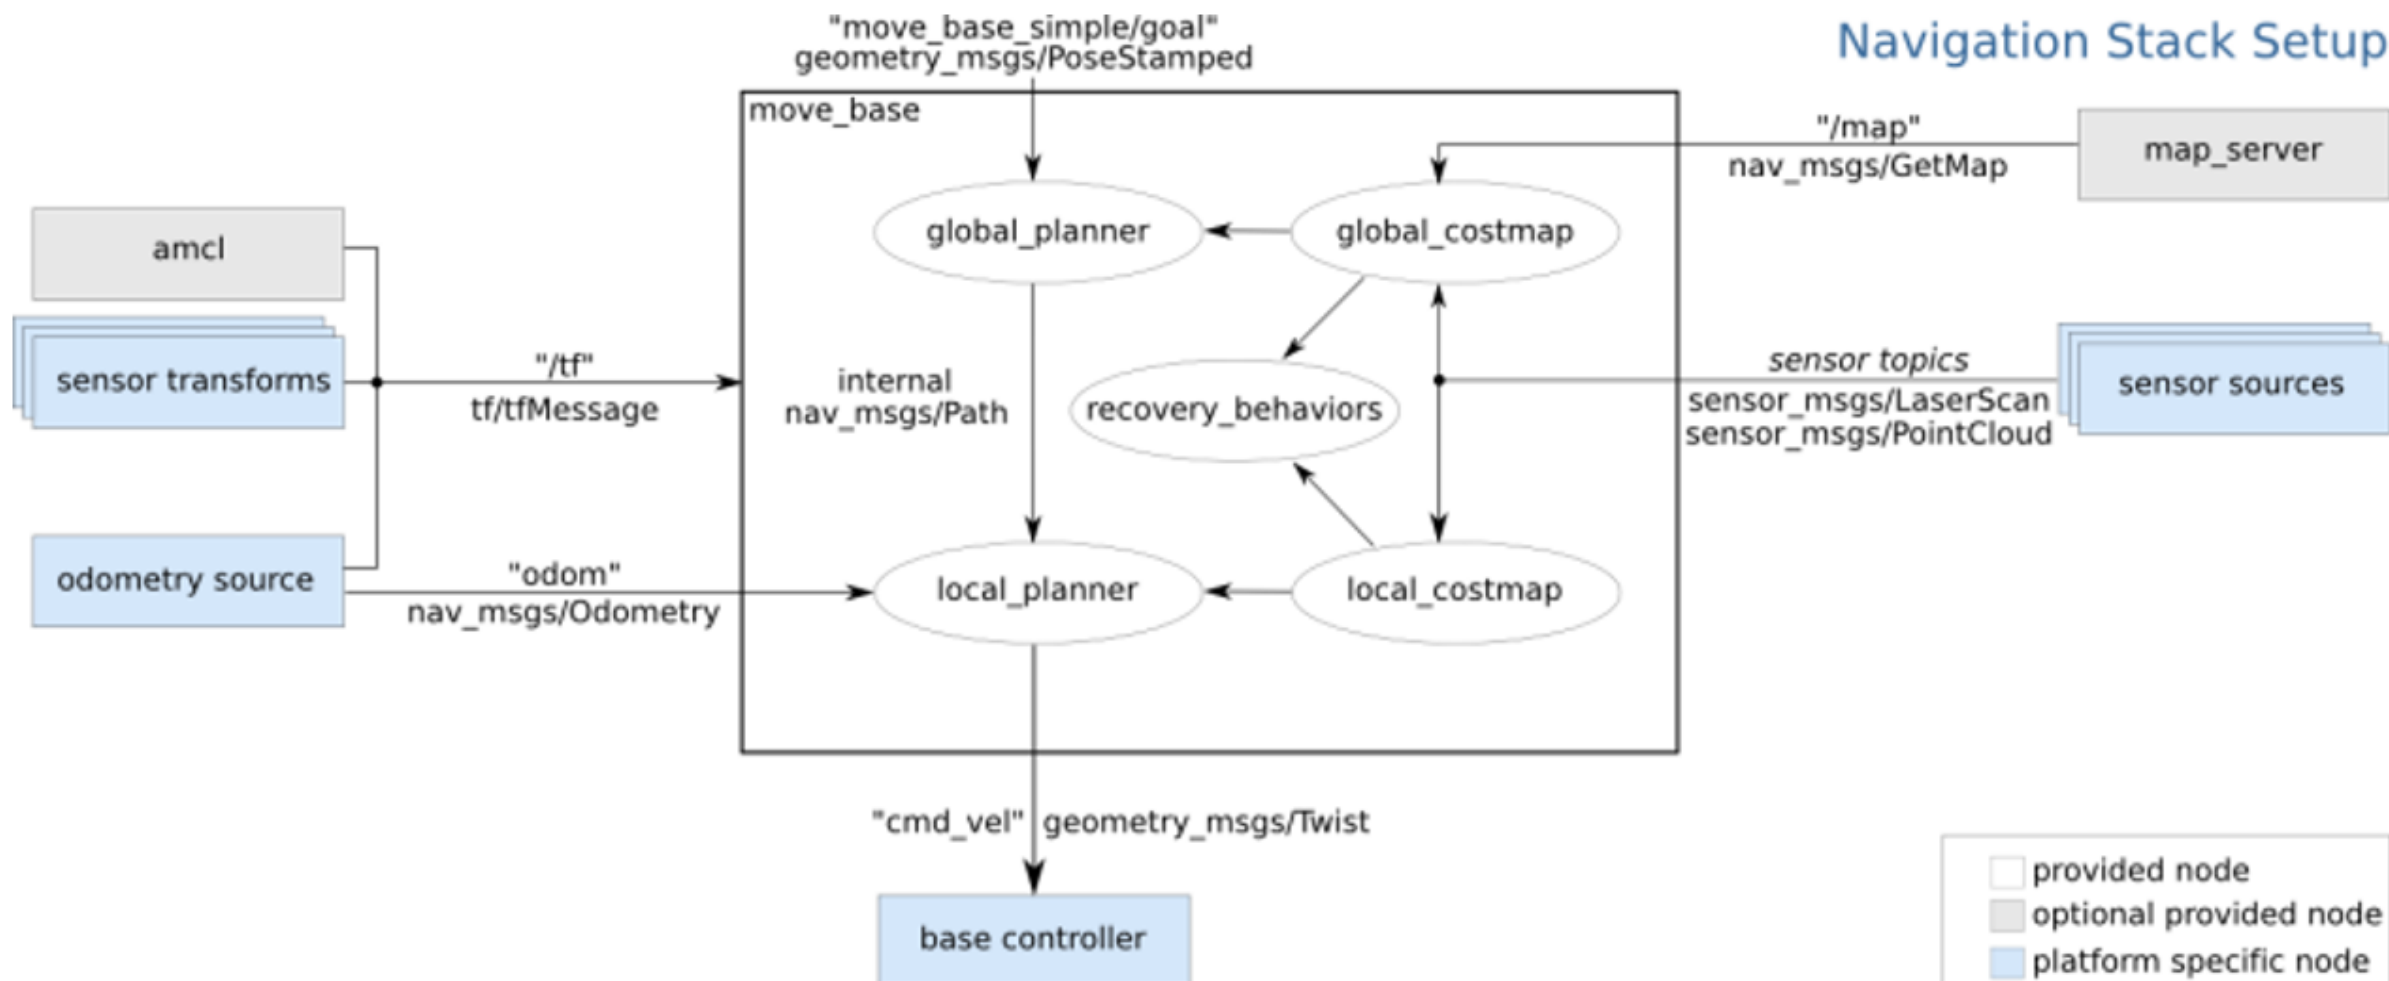 "move_base_simple/goal"
geometry_msgs/PoseStamped
Navigation Stack Setup
move_base
"/map"
nav_msgs/GetMap
map_server
global_planner
global_costmap
amcl
sensor transforms
"/tf"
tf/tfMessage
internal
nav_msgs/Path
recovery_behaviors
sensor topics
sensor_msgs/LaserScan
sensor_msgs/PointCloud
sensor sources
odometry source
"odom"
nav_msgs/Odometry
local_planner
local_costmap
"cmd_vel" geometry_msgs/Twist
base controller
provided node
optional provided node
platform specific node